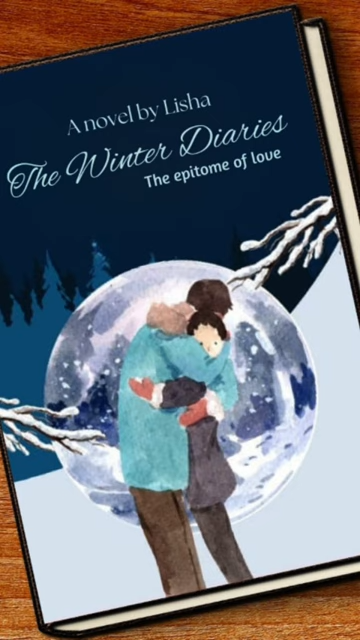 A novel by Lisha
The Winter Diaries
The epitome of love